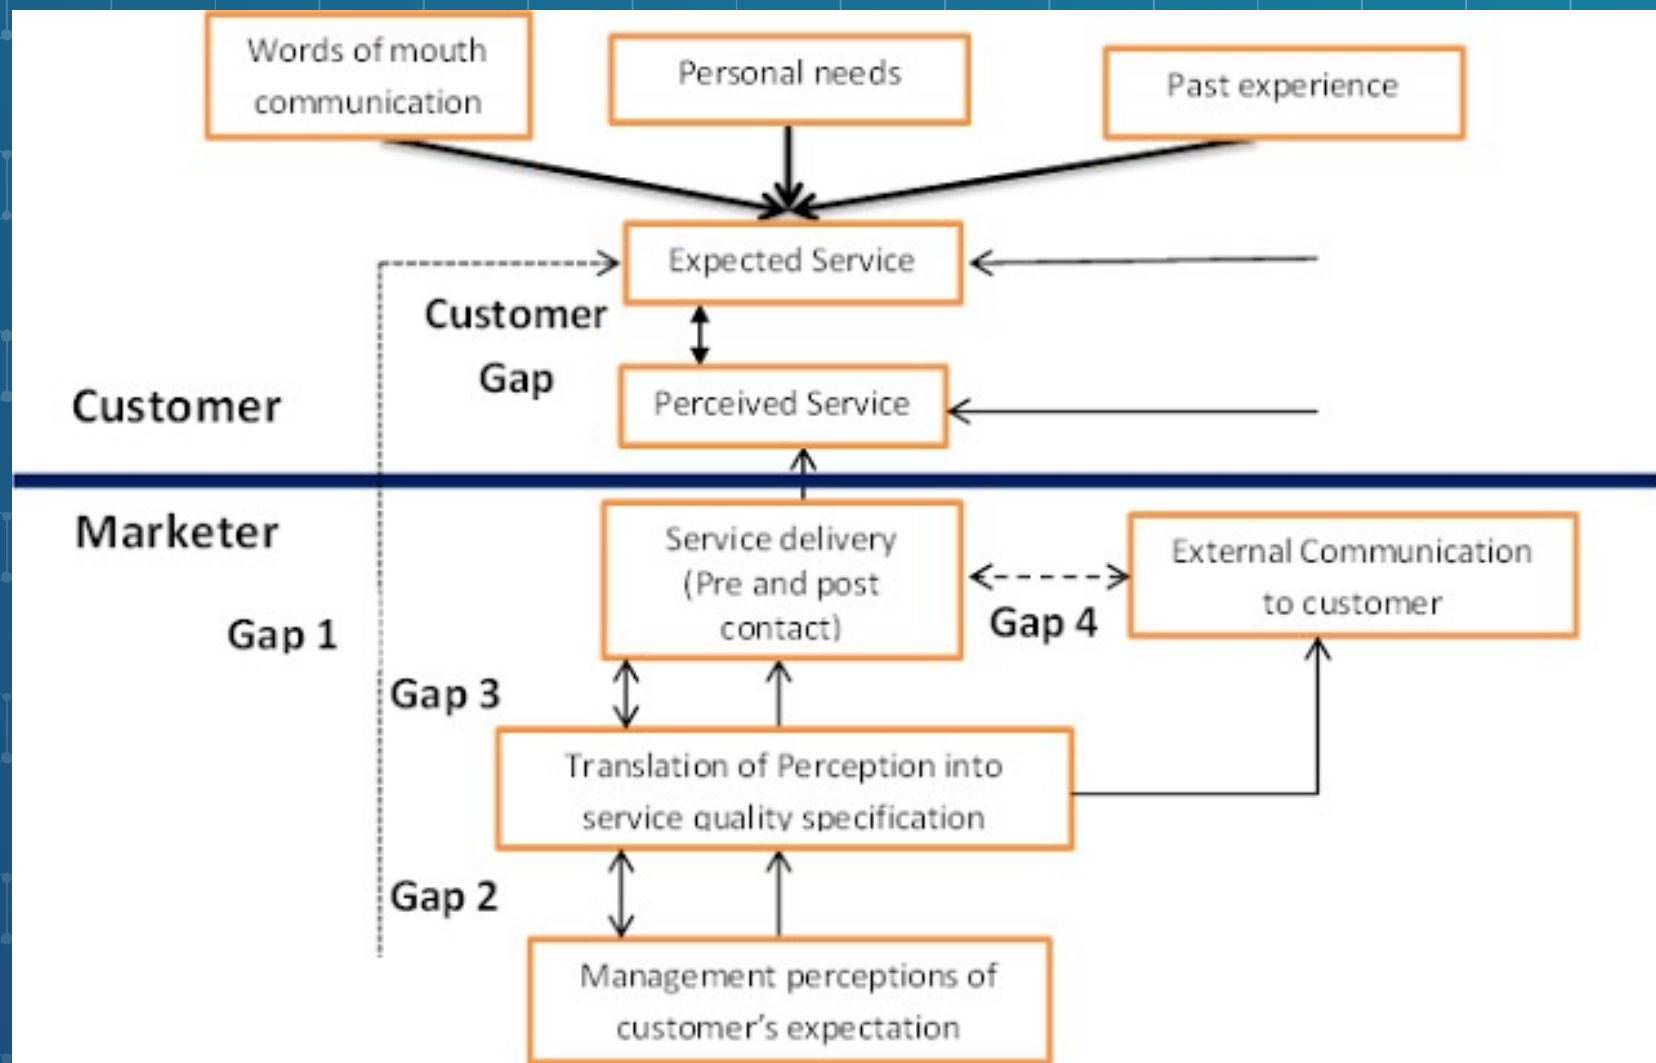 Words of mouth
communication
Personal needs
Past experience
Expected Service
Customer
Gap
Perceived Service
Customer
Marketer
Service delivery
(Pre and post
contact)
External Communication
to customer
Gap 4
Gap 1
Gap 3
Translation of Perception into
service quality specification
Gap 2
Management perceptions of
customer's expectation